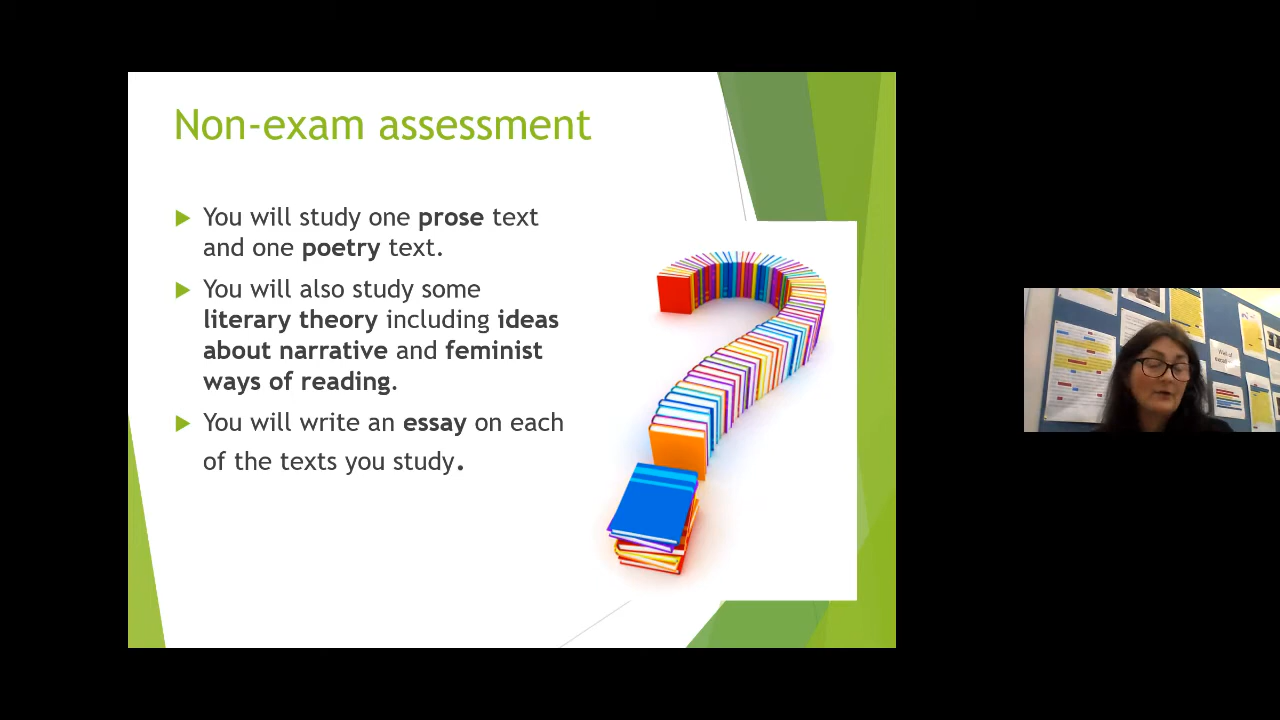 Non-exam assessment
You will study one prose text
and one poetry text.
You will also study some
literary theory including ideas
about narrative and feminist
ways of reading.
You will write an essay on each
of the texts you study.
Wall of